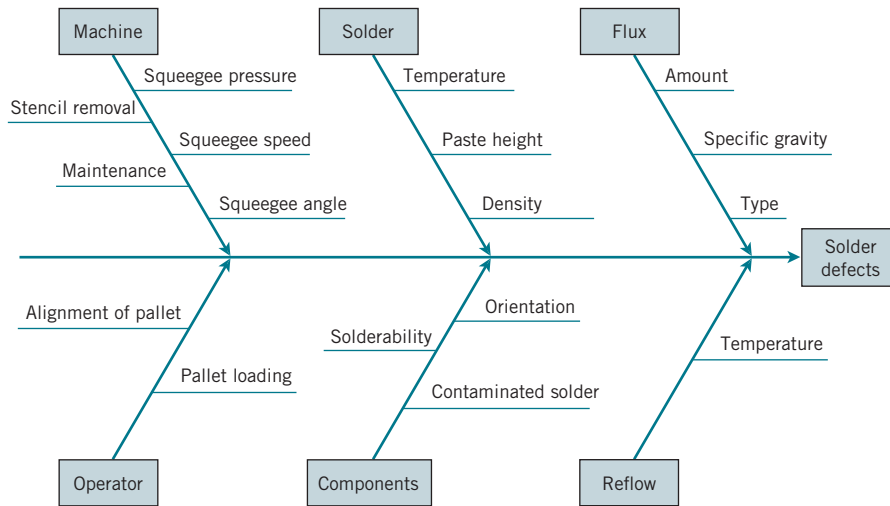 Machine
Solder
Flux
Squeegee pressure
Stencil removal
Squeegee speed
Maintenance
Squeegee angle
Temperature
Paste height
Density
Amount
Specific gravity
Type
Solder
defects
Alignment of pallet
Pallet loading
Orientation
Solderability
Contaminated solder
Temperature
Operator
Components
Reflow